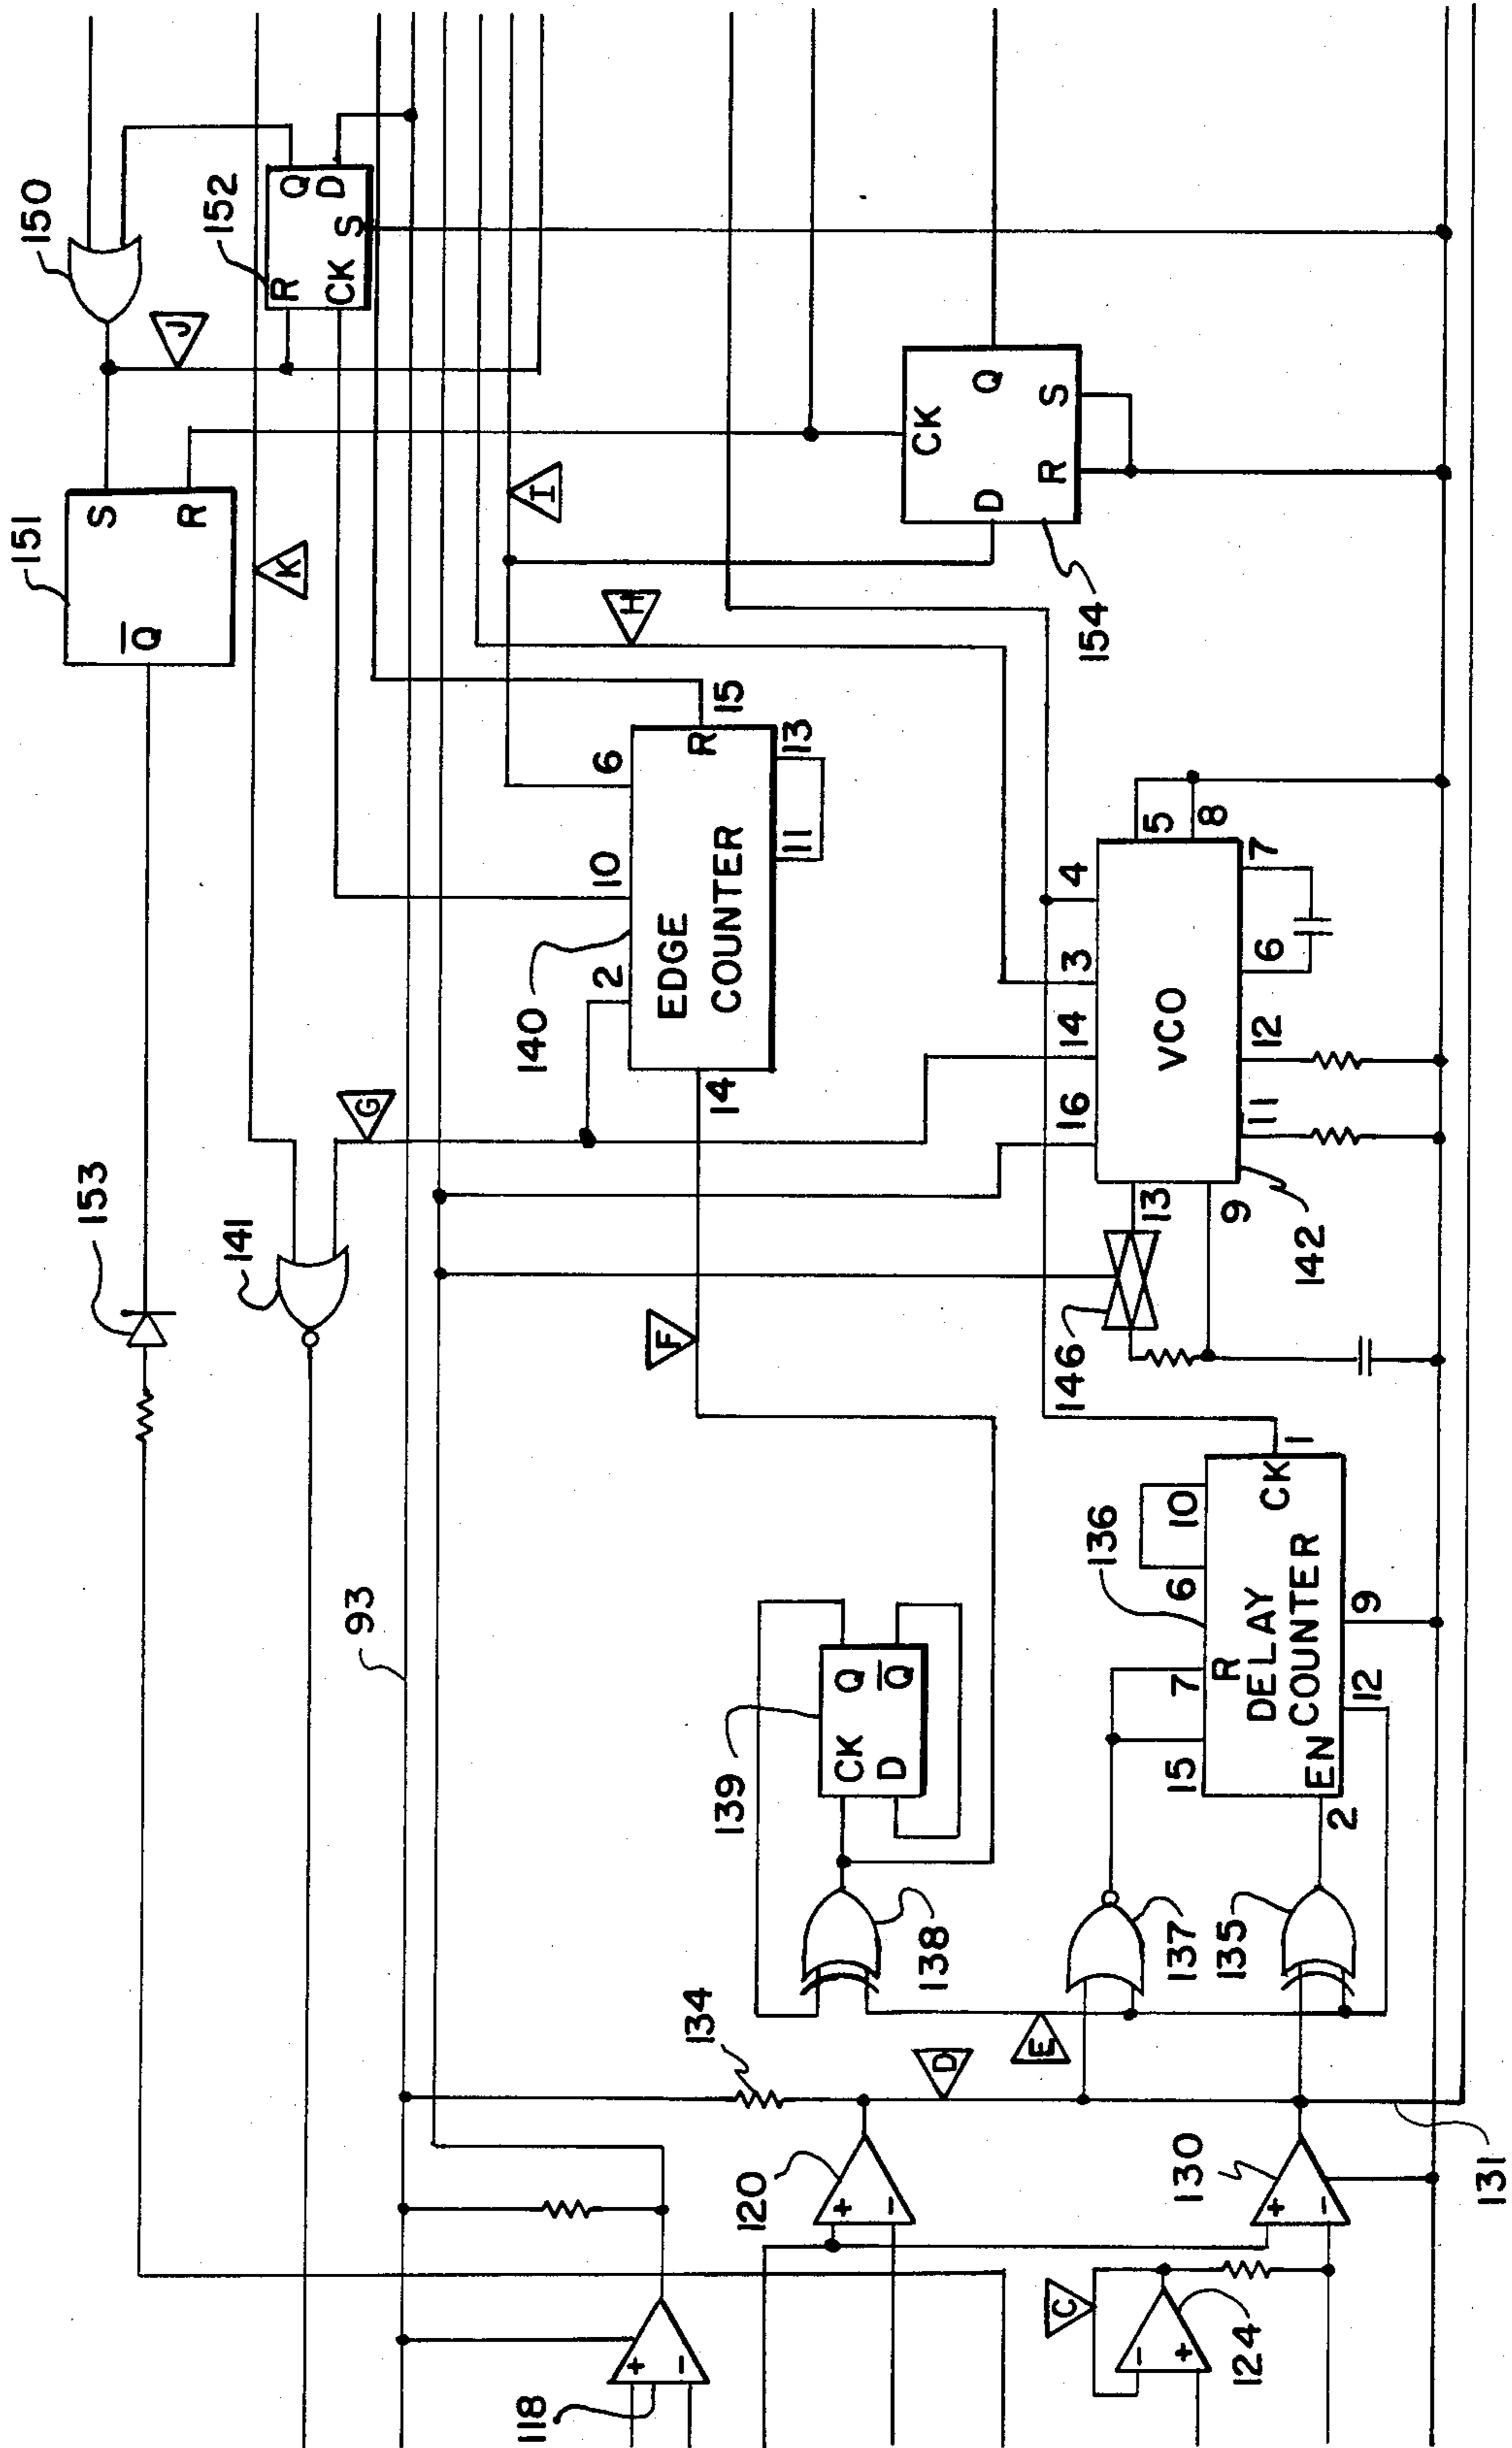 150
J
152
R
Q
D
CK
S
151
S
R
Q̅
K
153
141
G
I
H
CK
Q
D
R
S
154
140
2
10
6
EDGE
COUNTER
R
15
14
11
13
F
16
14
3
4
VCO
5
8
13
9
11
12
6
7
142
146
93
139
CK
Q
D
Q̅
138
136
15
7
6
10
R
DELAY
COUNTER
CK
1
EN
2
12
9
137
135
134
E
D
120
+
−
130
+
−
131
118
+
−
C
−
+
124